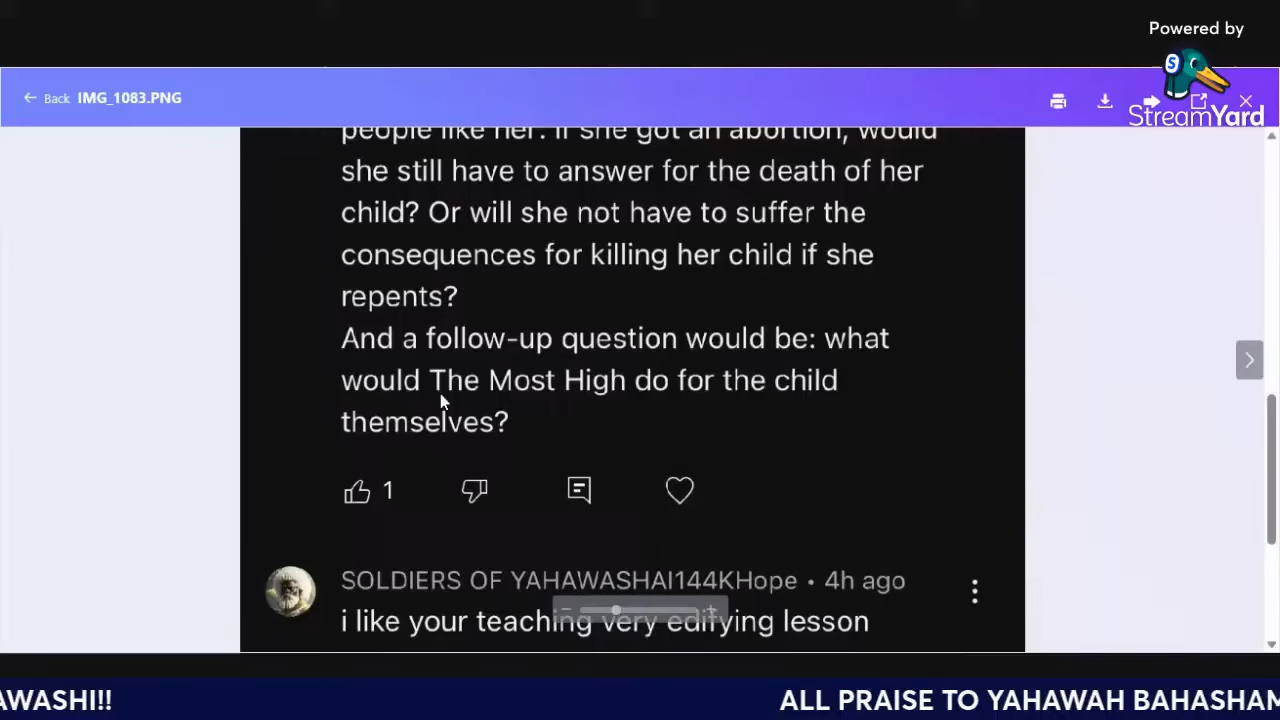 Powered by
StreamYard
Back IMG_1083.PNG
people like her: If she got an abortion, would
she still have to answer for the death of her
child? Or will she not have to suffer the
consequences for killing her child if she
repents?
And a follow-up question would be: what
would The Most High do for the child
themselves?
1
SOLDIERS OF YAHAWASHAI144KHope • 4h ago
i like your teaching very edifying lesson
AWASHI!! ALL PRAISE TO YAHAWAH BAHASHAM